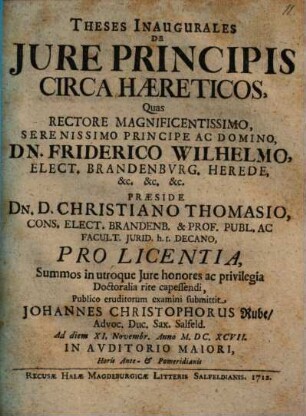 11
THESES INAUGURALES
DE
JURE PRINCIPIS
CIRCA HÆRETICOS,
Quas
RECTORE MAGNIFICENTISSIMO,
SERENISSIMO PRINCIPE AC DOMINO,
DN. FRIDERICO WILHELMO,
ELECT. BRANDENBVRG. HEREDE,
&c. &c. &c.
PRÆSIDE
DN. D. CHRISTIANO THOMASIO,
CONS. ELECT. BRANDENB. & PROF. PUBL. AC
FACULT. JURID. h. t. DECANO,
PRO LICENTIA,
Summos in utroque Jure honores ac privilegia
Doctoralia rite capessendi,
Publico eruditorum examini submittit
JOHANNES CHRISTOPHORUS Rube/
Advoc. Duc. Sax. Salfeld.
Ad diem XI. Novembr. Anno M. DC. XCVII.
IN AVDITORIO MAIORI,
Horis Ante- & Pomeridianis
RECUSÆ HALÆ MAGDEBURGICÆ LITTERIS SALFELDIANIS. 1712.